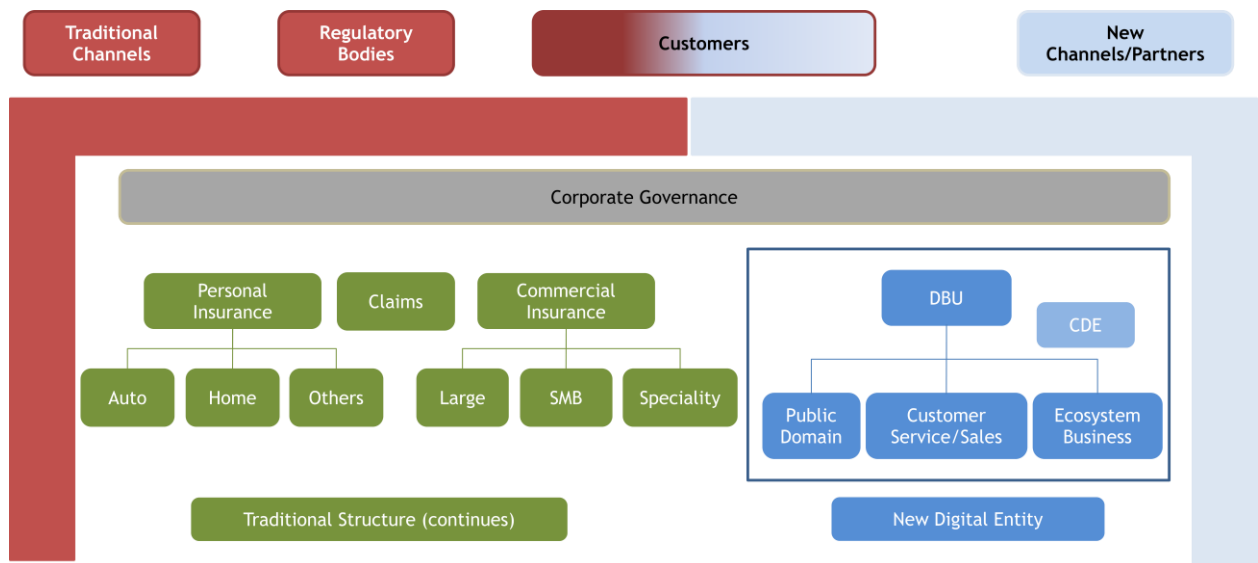 Traditional
Channels
Regulatory
Bodies
Customers
New
Channels/Partners
Corporate Governance
Personal
Insurance
Claims
Commercial
Insurance
DBU
CDE
Auto
Home
Others
Large
SMB
Speciality
Public
Domain
Customer
Service/Sales
Ecosystem
Business
Traditional Structure (continues)
New Digital Entity